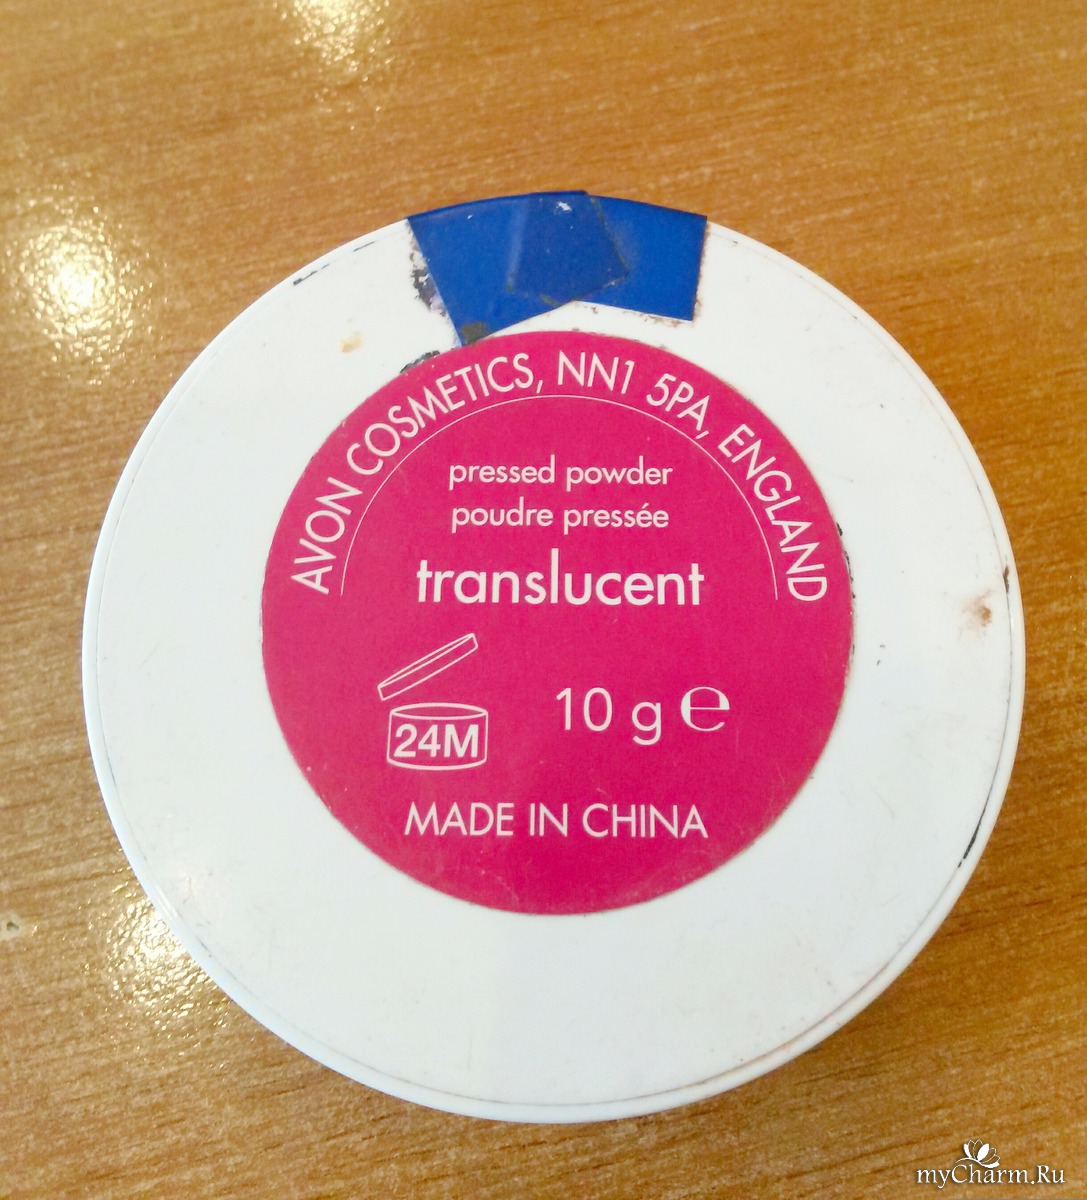 AVON COSMETICS, NN1 5PA, ENGLAND
pressed powder
poudre pressée
translucent
24M
10 g ℮
MADE IN CHINA
myCharm.Ru